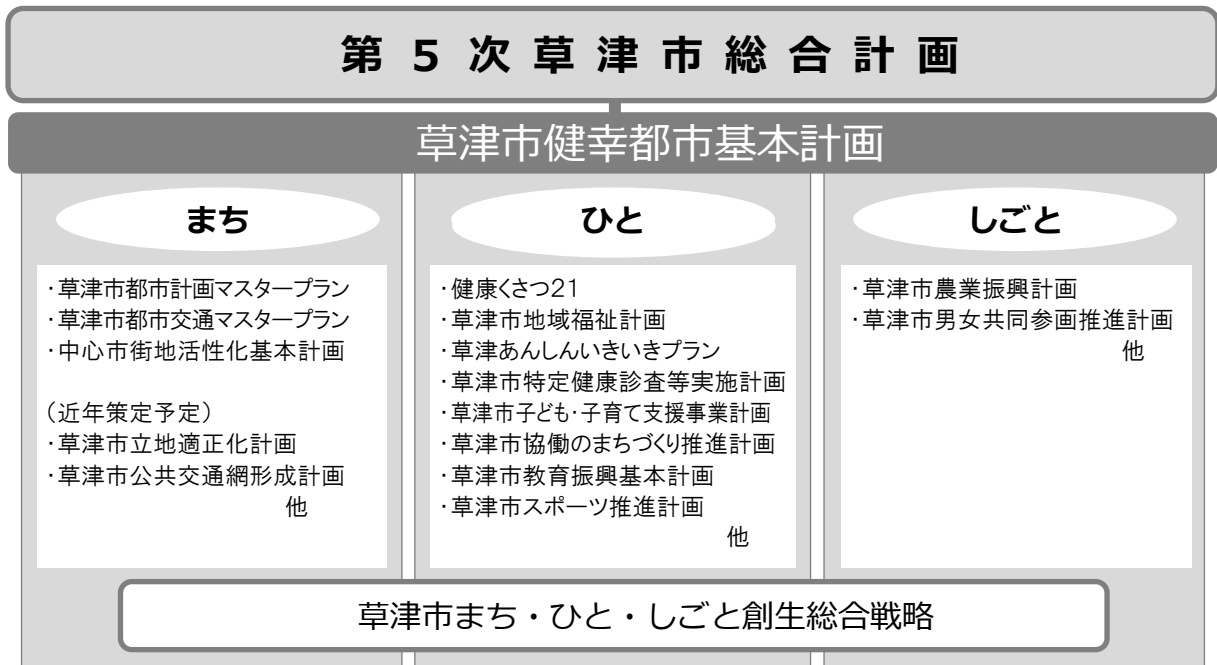 第５次草津市総合計画
草津市健幸都市基本計画
まち
・草津市都市計画マスタープラン
・草津市都市交通マスタープラン
・中心市街地活性化基本計画
（近年策定予定）
・草津市立地適正化計画
・草津市公共交通網形成計画
他
ひと
・健康くさつ21
・草津市地域福祉計画
・草津あんしんいきいきプラン
・草津市特定健康診査等実施計画
・草津市子ども・子育て支援事業計画
・草津市協働のまちづくり推進計画
・草津市教育振興基本計画
・草津市スポーツ推進計画
他
しごと
・草津市農業振興計画
・草津市男女共同参画推進計画
他
草津市まち・ひと・しごと創生総合戦略